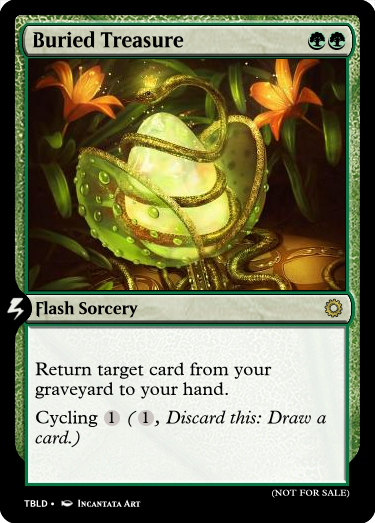 Buried Treasure
Flash Sorcery
Return target card from your
graveyard to your hand.
Cycling 1 ( 1, Discard this: Draw a
card.)
(NOT FOR SALE)
TBLD • Incantata Art